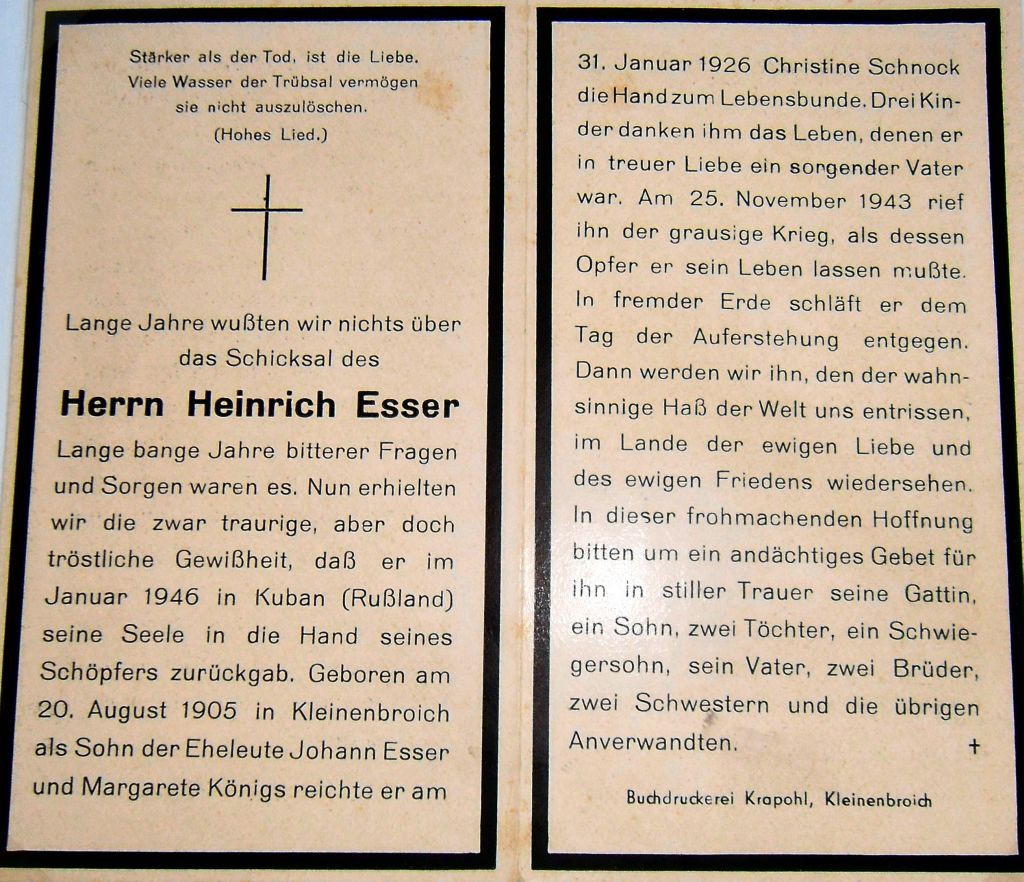 Stärker als der Tod, ist die Liebe.
Viele Wasser der Trübsal vermögen
sie nicht auszulöschen.
(Hohes Lied.)
Lange Jahre wußten wir nichts über
das Schicksal des
Herrn Heinrich Esser
Lange bange Jahre bitterer Fragen
und Sorgen waren es. Nun erhielten
wir die zwar traurige, aber doch
tröstliche Gewißheit, daß er im
Januar 1946 in Kuban (Rußland)
seine Seele in die Hand seines
Schöpfers zurückgab. Geboren am
20. August 1905 in Kleinenbroich
als Sohn der Eheleute Johann Esser
und Margarete Königs reichte er am
31. Januar 1926 Christine Schnock
die Hand zum Lebensbunde. Drei Kin-
der danken ihm das Leben, denen er
in treuer Liebe ein sorgender Vater
war. Am 25. November 1943 rief
ihn der grausige Krieg, als dessen
Opfer er sein Leben lassen mußte.
In fremder Erde schläft er dem
Tag der Auferstehung entgegen.
Dann werden wir ihn, den der wahn-
sinnige Haß der Welt uns entrissen,
im Lande der ewigen Liebe und
des ewigen Friedens wiedersehen.
In dieser frohmachenden Hoffnung
bitten um ein andächtiges Gebet für
ihn in stiller Trauer seine Gattin,
ein Sohn, zwei Töchter, ein Schwie-
gersohn, sein Vater, zwei Brüder,
zwei Schwestern und die übrigen
Anverwandten. ✝
Buchdruckerei Krapohl, Kleinenbroich